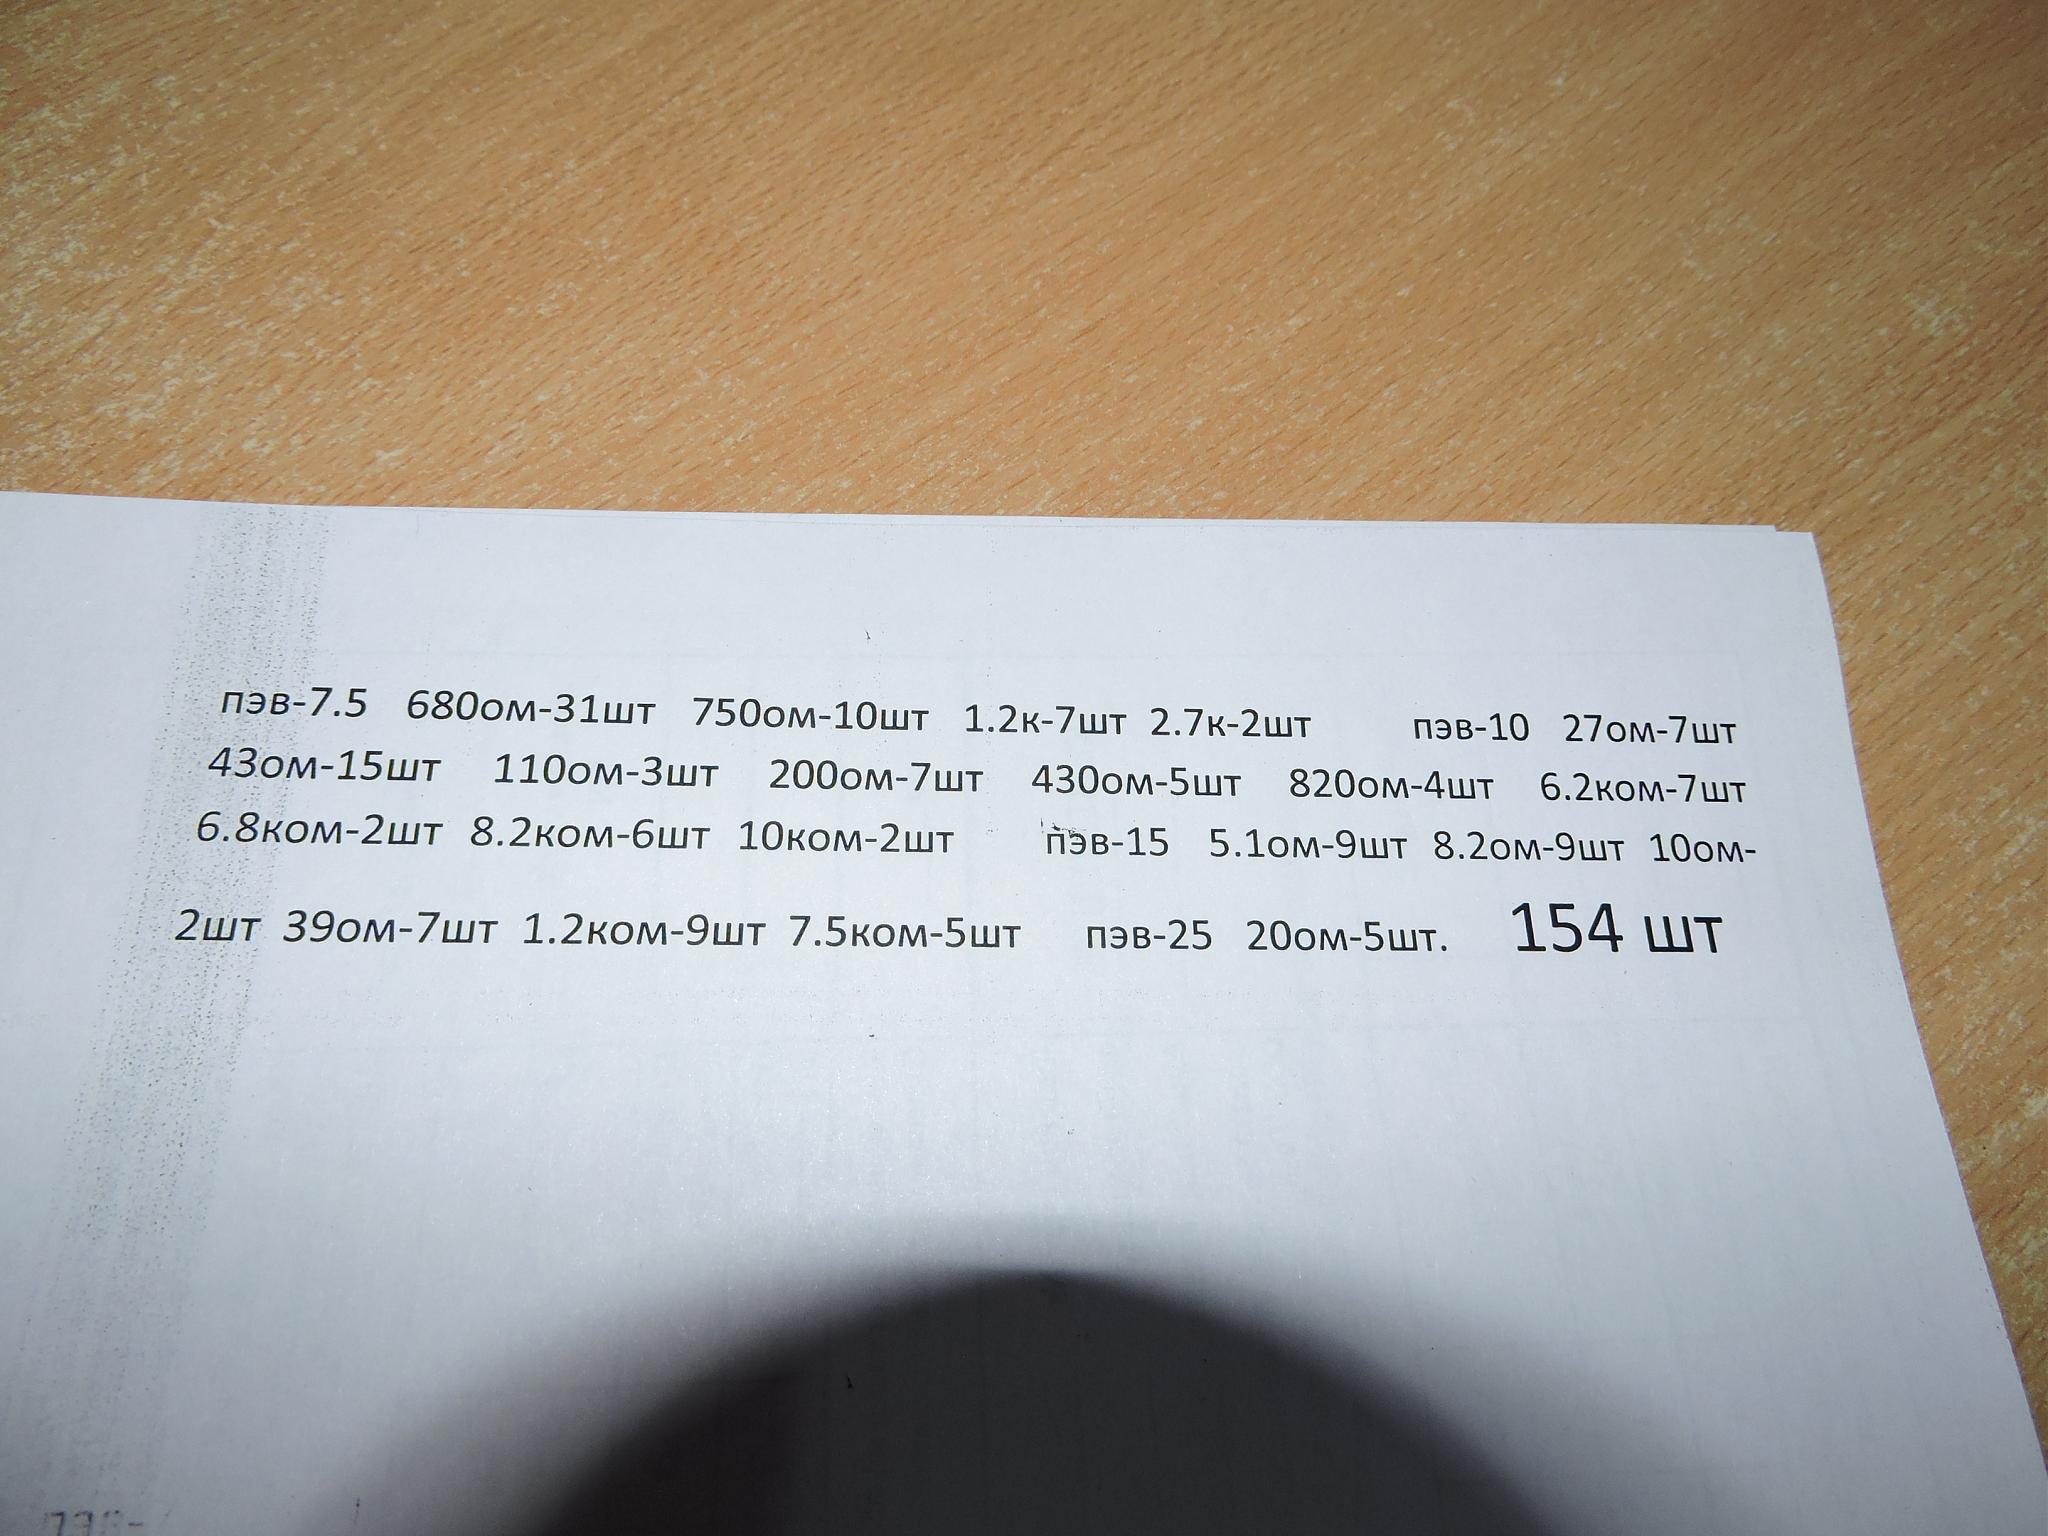 пэв-7.5 680ом-31шт 750ом-10шт 1.2к-7шт 2.7к-2шт пэв-10 27ом-7шт
43ом-15шт 110ом-3шт 200ом-7шт 430ом-5шт 820ом-4шт 6.2ком-7шт
6.8ком-2шт 8.2ком-6шт 10ком-2шт пэв-15 5.1ом-9шт 8.2ом-9шт 10ом-
2шт 39ом-7шт 1.2ком-9шт 7.5ком-5шт пэв-25 20ом-5шт. 154 шт